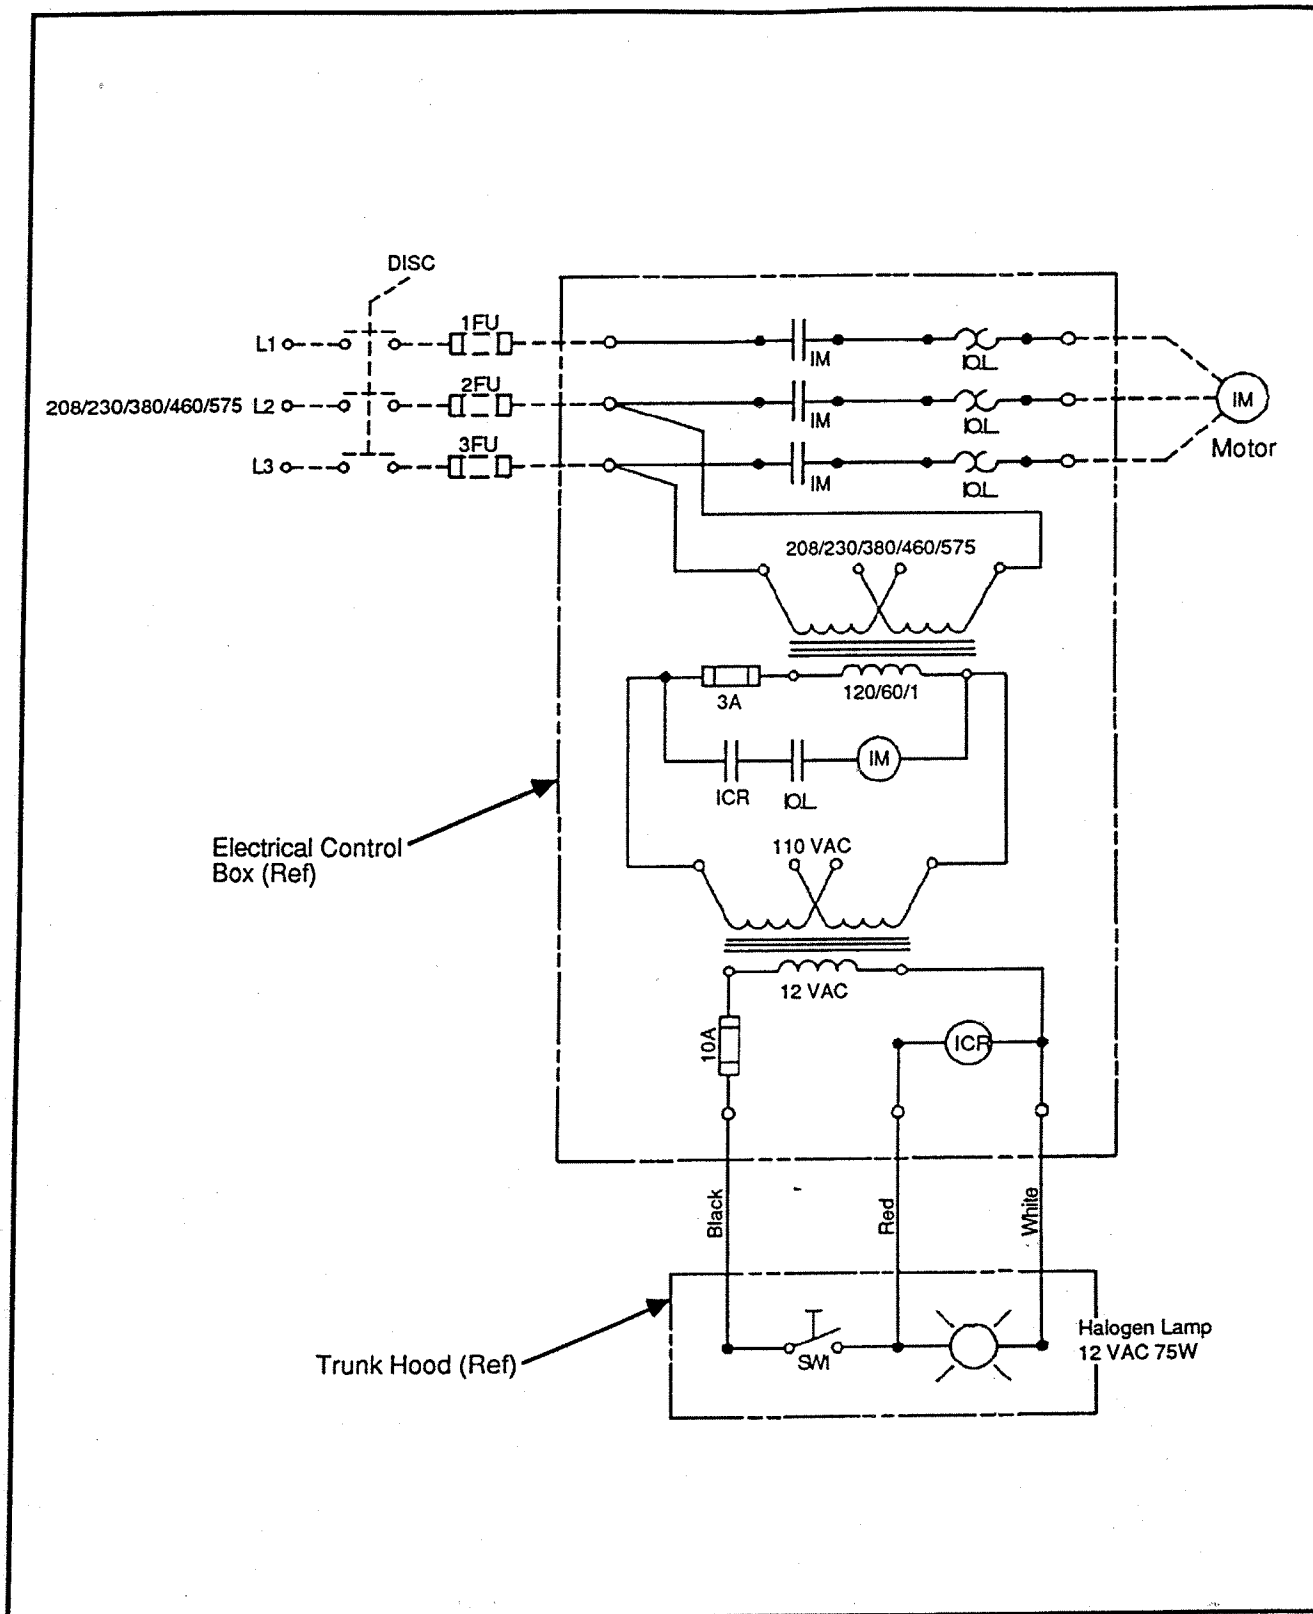 DISC
1FU
L1
IM
IOL
2FU
208/230/380/460/575 L2
IM
IOL
IM
3FU
Motor
L3
IM
IOL
208/230/380/460/575
3A
120/60/1
IM
ICR
IOL
Electrical Control
Box (Ref)
110 VAC
12 VAC
10A
ICR
Black
Red
White
Trunk Hood (Ref)
SW1
Halogen Lamp
12 VAC 75W